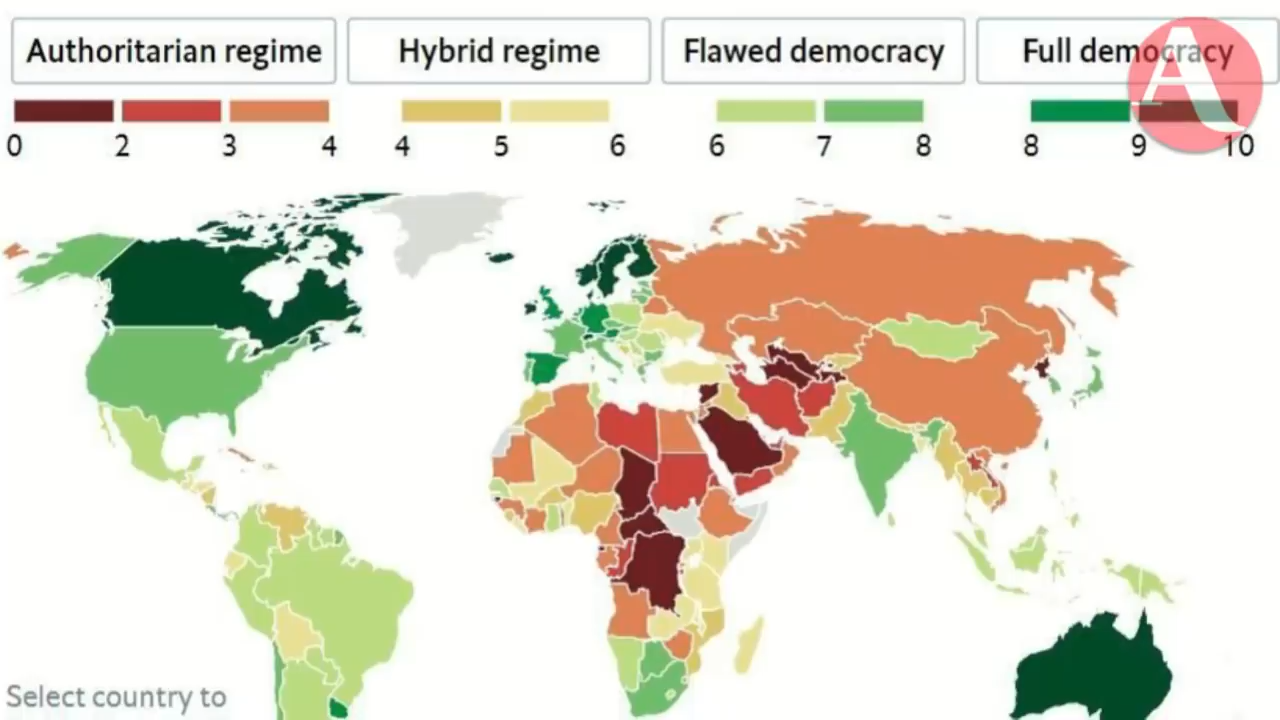 Authoritarian regime Hybrid regime Flawed democracy Full democracy
0 2 3 4 4 5 6 6 7 8 8 9 10
A
Select country to